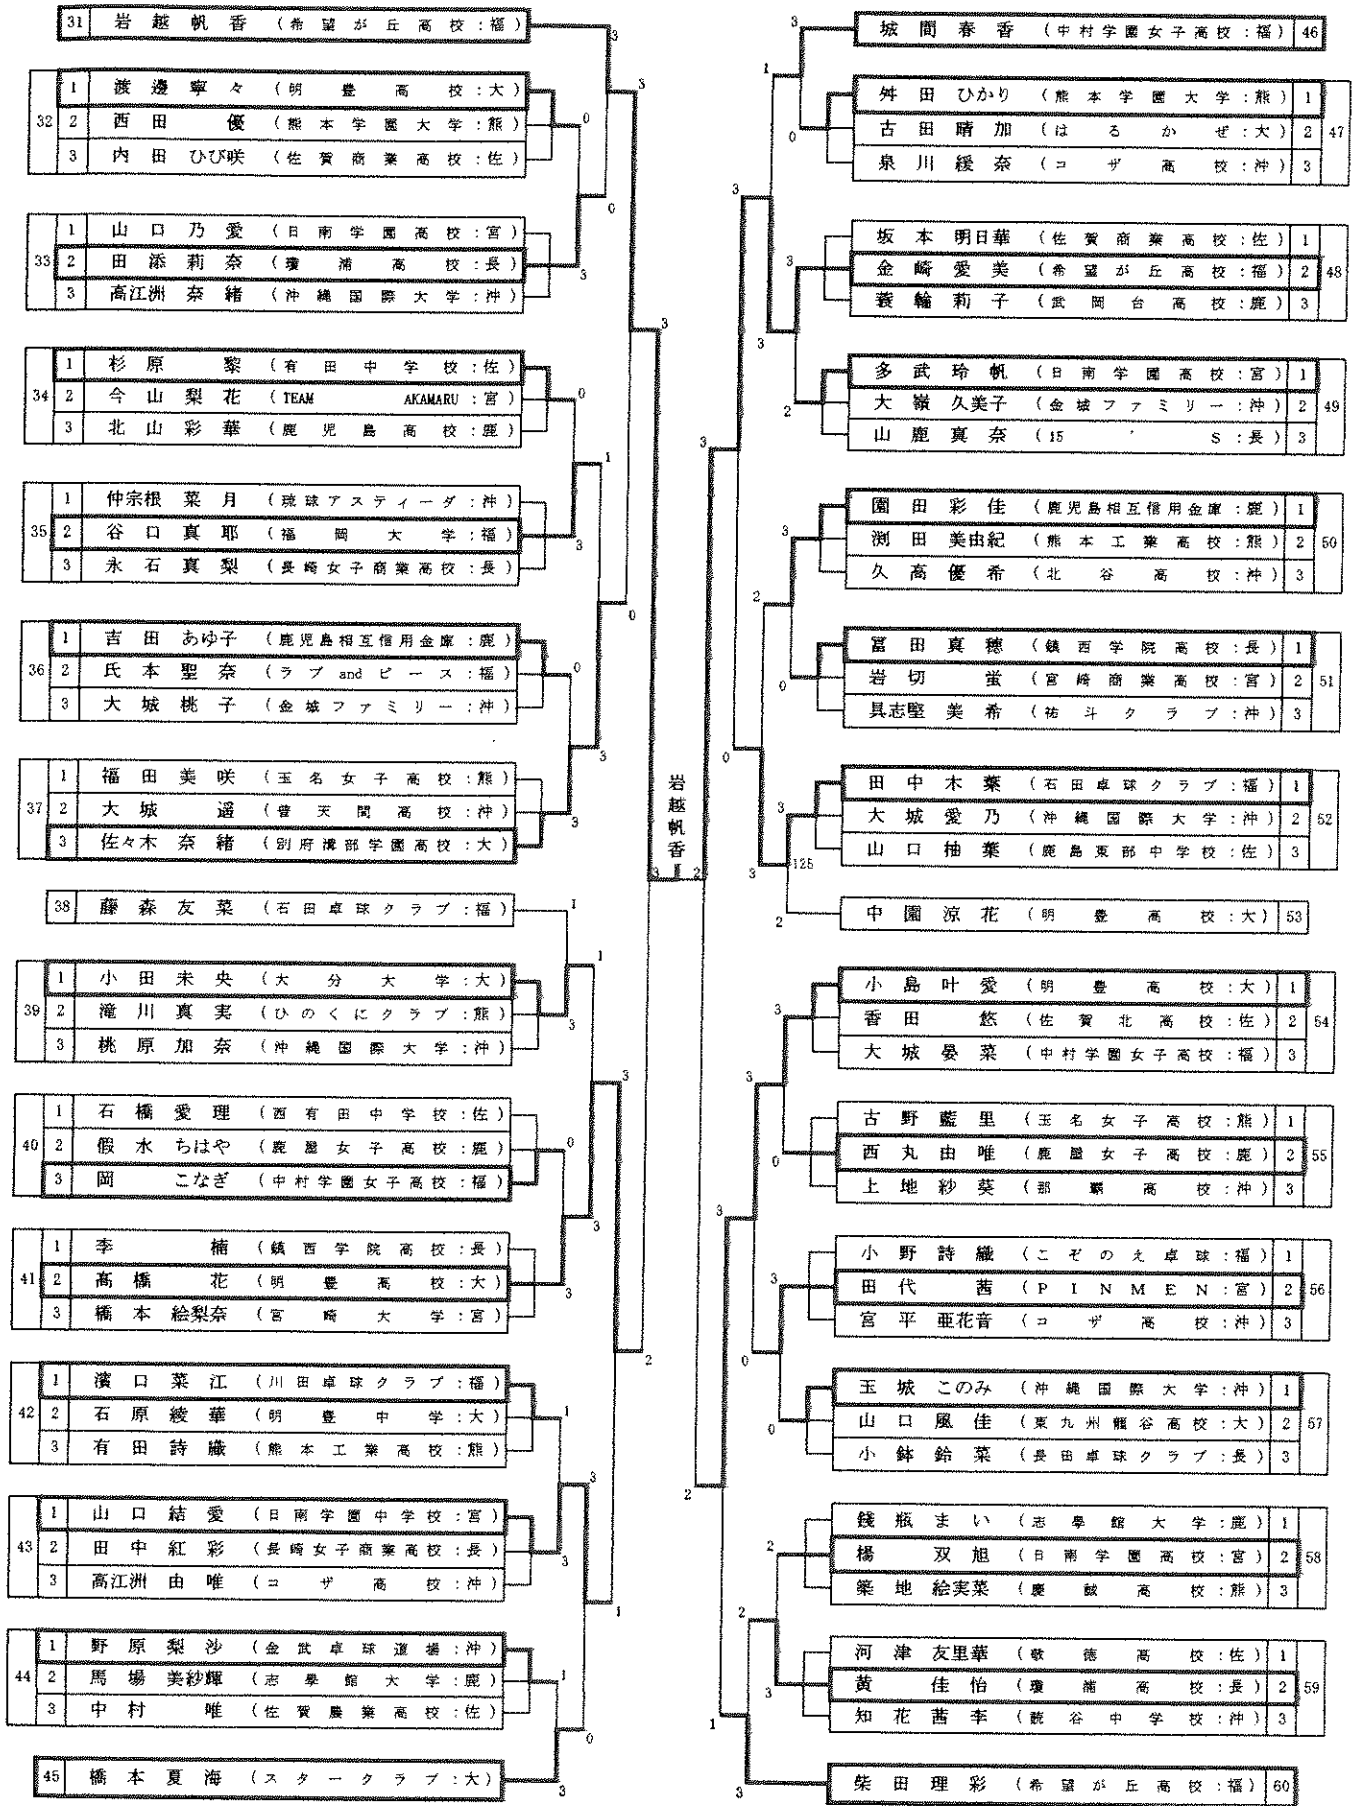 31 岩越帆香 (希望が丘高校:福)
32
1 渡邊寧々 (明豊高校:大)
2 西田優 (熊本学園大学:熊)
3 内田ひび咲 (佐賀商業高校:佐)
33
1 山口乃愛 (日南学園高校:宮)
2 田添莉奈 (瓊浦高校:長)
3 高江洲奈緒 (沖縄国際大学:沖)
34
1 杉原黎 (有田中学校:佐)
2 今山梨花 (TEAM AKAMARU:宮)
3 北山彩華 (鹿児島高校:鹿)
35
1 仲宗根菜月 (琉球アスティーダ:沖)
2 谷口真耶 (福岡大学:福)
3 永石真梨 (長崎女子商業高校:長)
36
1 吉田あゆ子 (鹿児島相互信用金庫:鹿)
2 氏本聖奈 (ラブandピース:福)
3 大城桃子 (金城ファミリー:沖)
37
1 福田美咲 (玉名女子高校:熊)
2 大城遥 (普天間高校:沖)
3 佐々木奈緒 (別府溝部学園高校:大)
38 藤森友菜 (石田卓球クラブ:福)
39
1 小田未央 (大分大学:大)
2 滝川真実 (ひのくにクラブ:熊)
3 桃原加奈 (沖縄国際大学:沖)
40
1 石橋愛理 (西有田中学校:佐)
2 假水ちはや (鹿屋女子高校:鹿)
3 岡こなぎ (中村学園女子高校:福)
41
1 李楠 (鎮西学院高校:長)
2 高橋花 (明豊高校:大)
3 橋本絵梨奈 (宮崎大学:宮)
42
1 濱口菜江 (川田卓球クラブ:福)
2 石原綾華 (明豊中学:大)
3 有田詩織 (熊本工業高校:熊)
43
1 山口結愛 (日南学園中学校:宮)
2 田中紅彩 (長崎女子商業高校:長)
3 高江洲由唯 (コザ高校:沖)
44
1 野原梨沙 (金武卓球道場:沖)
2 馬場美紗輝 (志學館大学:鹿)
3 中村唯 (佐賀農業高校:佐)
45 橋本夏海 (スタークラブ:大)
岩越帆香
3 2
城間春香 (中村学園女子高校:福) 46
舛田ひかり (熊本学園大学:熊) 1
古田晴加 (はるかぜ:大) 2
泉川緩奈 (コザ高校:沖) 3
47
坂本明日華 (佐賀商業高校:佐) 1
金崎愛美 (希望が丘高校:福) 2
蓑輪莉子 (武岡台高校:鹿) 3
48
多武玲帆 (日南学園高校:宮) 1
大嶺久美子 (金城ファミリー:沖) 2
山鹿真奈 (15'S:長) 3
49
園田彩佳 (鹿児島相互信用金庫:鹿) 1
渕田美由紀 (熊本工業高校:熊) 2
久高優希 (北谷高校:沖) 3
50
冨田真穂 (鎮西学院高校:長) 1
岩切蛍 (宮崎商業高校:宮) 2
具志堅美希 (祐斗クラブ:沖) 3
51
田中木葉 (石田卓球クラブ:福) 1
大城愛乃 (沖縄国際大学:沖) 2
山口柚葉 (鹿島東部中学校:佐) 3
52
125
中園涼花 (明豊高校:大) 53
小島叶愛 (明豊高校:大) 1
香田悠 (佐賀北高校:佐) 2
大城晏菜 (中村学園女子高校:福) 3
54
古野藍里 (玉名女子高校:熊) 1
西丸由唯 (鹿屋女子高校:鹿) 2
上地紗葵 (那覇高校:沖) 3
55
小野詩織 (こぞのえ卓球:福) 1
田代茜 (PINMEN:宮) 2
宮平亜花音 (コザ高校:沖) 3
56
玉城このみ (沖縄国際大学:沖) 1
山口風佳 (東九州龍谷高校:大) 2
小鉢鈴菜 (長田卓球クラブ:長) 3
57
銭瓶まい (志學館大学:鹿) 1
楊双旭 (日南学園高校:宮) 2
築地絵実菜 (慶誠高校:熊) 3
58
河津友里華 (敬徳高校:佐) 1
黄佳怡 (瓊浦高校:長) 2
知花茜李 (読谷中学校:沖) 3
59
柴田理彩 (希望が丘高校:福) 60